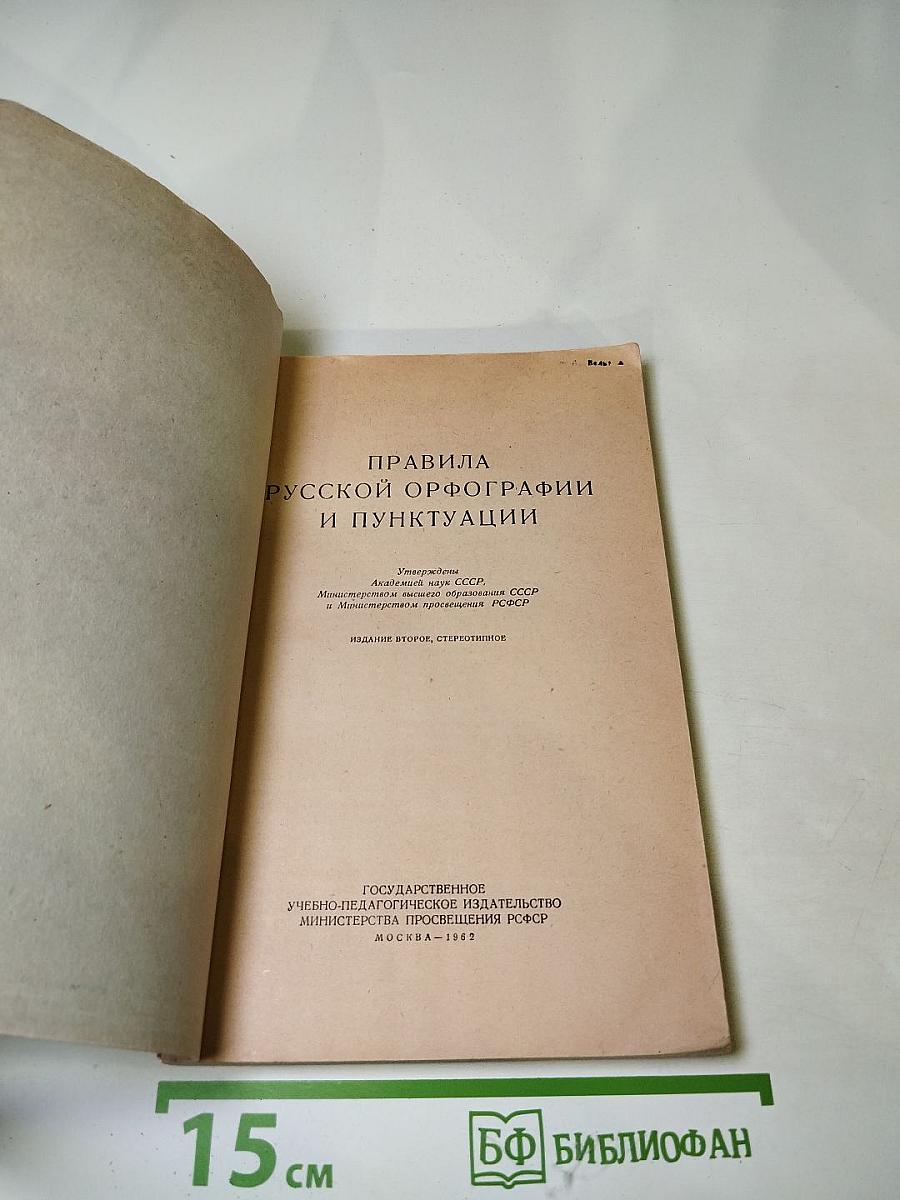 ПРАВИЛА
РУССКОЙ ОРФОГРАФИИ
И ПУНКТУАЦИИ
Утверждены
Академией наук СССР,
Министерством высшего образования СССР
и Министерством просвещения РСФСР
ИЗДАНИЕ ВТОРОЕ, СТЕРЕОТИПНОЕ
ГОСУДАРСТВЕННОЕ
УЧЕБНО-ПЕДАГОГИЧЕСКОЕ ИЗДАТЕЛЬСТВО
МИНИСТЕРСТВА ПРОСВЕЩЕНИЯ РСФСР
МОСКВА—1962
15 см
БФ БИБЛИОФАН